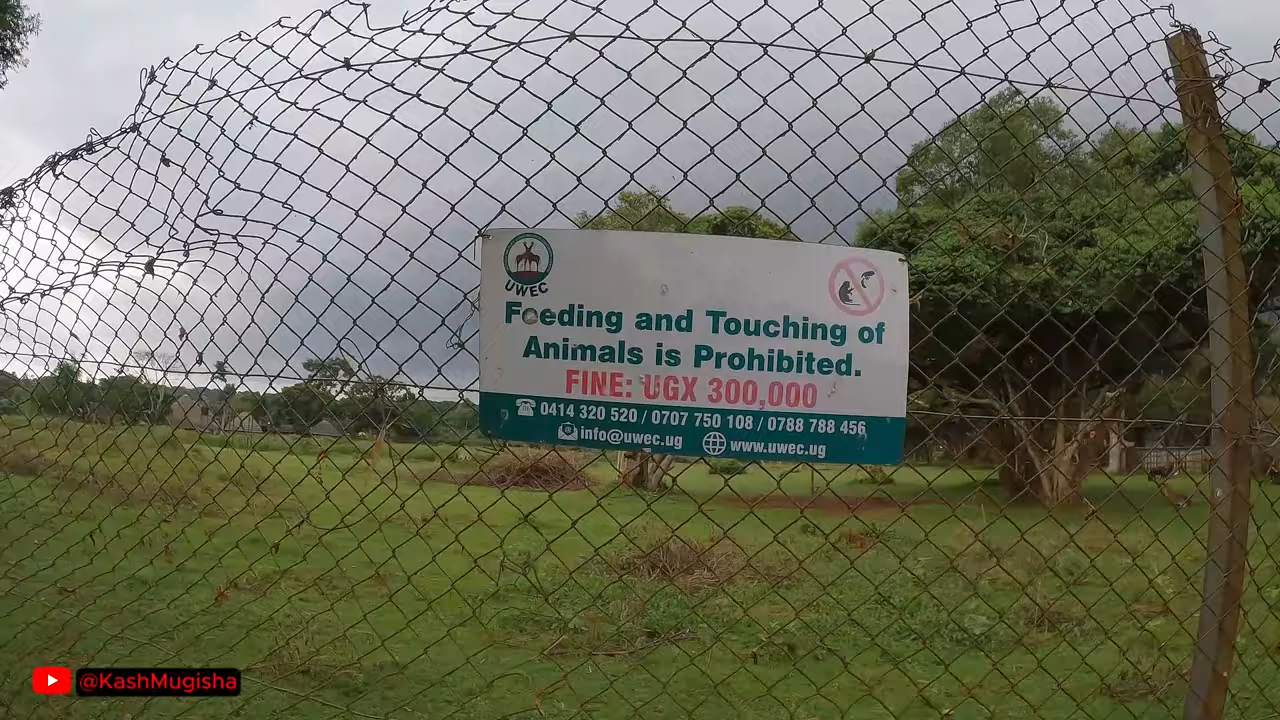 UWEC
Feeding and Touching of
Animals is Prohibited.
FINE: UGX 300,000
0414 320 520 / 0707 750 108 / 0788 788 456
info@uwec.ug www.uwec.ug
@KashMugisha